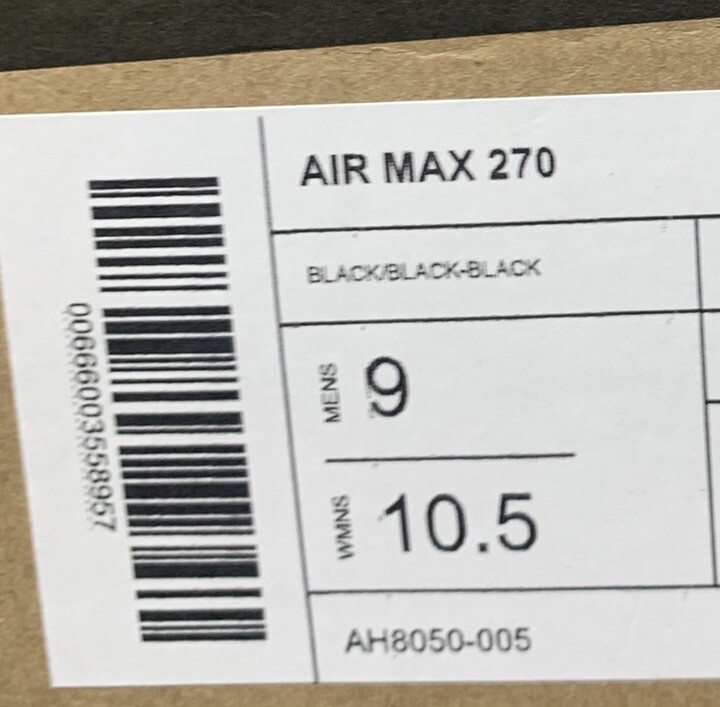 AIR MAX 270
BLACK/BLACK-BLACK
MENS 9
WMNS 10.5
AH8050-005
00666003558957